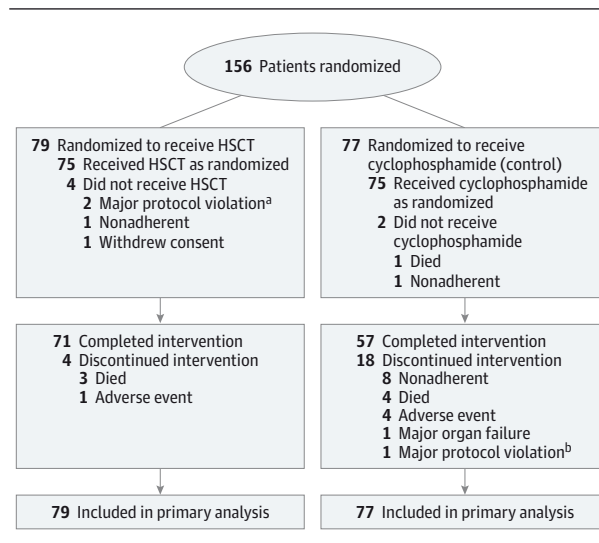 156 Patients randomized
79 Randomized to receive HSCT
75 Received HSCT as randomized
4 Did not receive HSCT
2 Major protocol violationa
1 Nonadherent
1 Withdrew consent
77 Randomized to receive
cyclophosphamide (control)
75 Received cyclophosphamide
as randomized
2 Did not receive
cyclophosphamide
1 Died
1 Nonadherent
71 Completed intervention
4 Discontinued intervention
3 Died
1 Adverse event
57 Completed intervention
18 Discontinued intervention
8 Nonadherent
4 Died
4 Adverse event
1 Major organ failure
1 Major protocol violationb
79 Included in primary analysis
77 Included in primary analysis